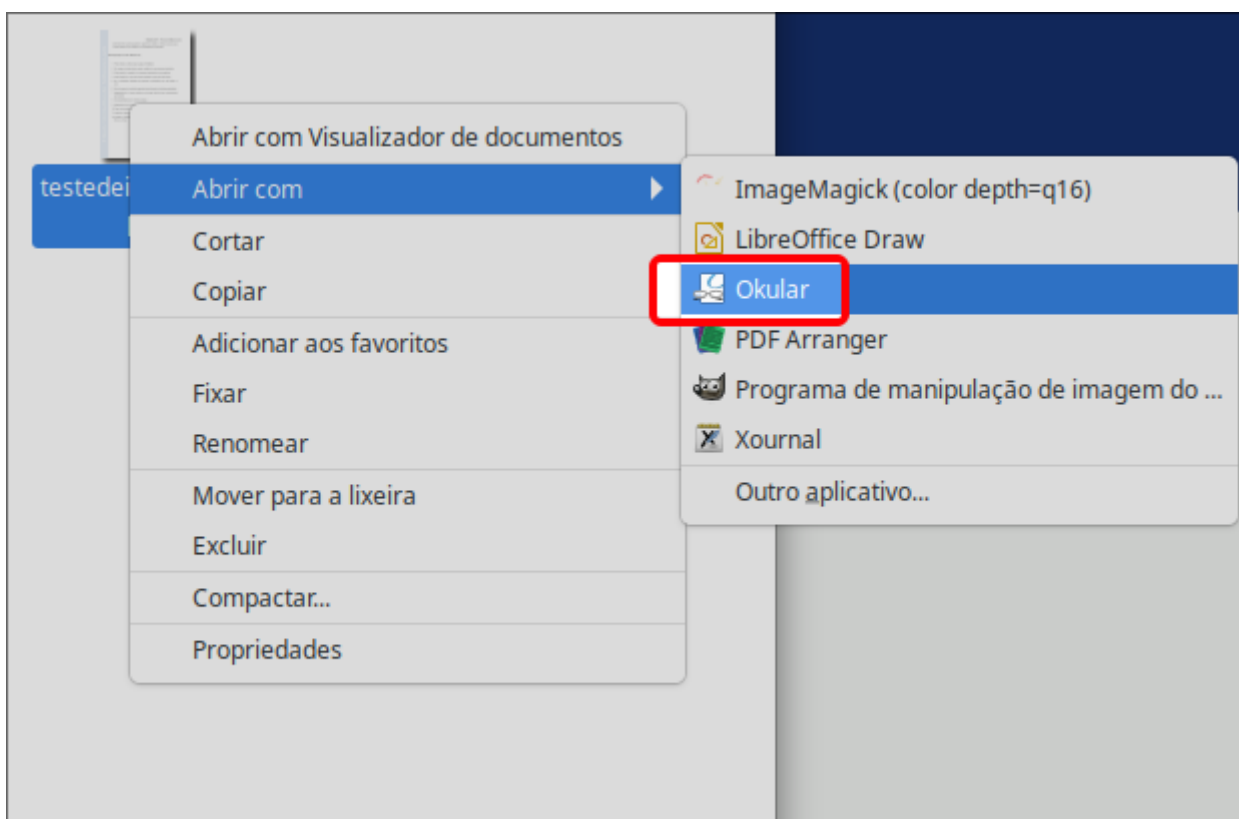 Abrir com Visualizador de documentos
testedei
Abrir com
Cortar
Copiar
Adicionar aos favoritos
Fixar
Renomear
Mover para a lixeira
Excluir
Compactar...
Propriedades
ImageMagick (color depth=q16)
LibreOffice Draw
Okular
PDF Arranger
Programa de manipulação de imagem do ...
Xournal
Outro aplicativo...